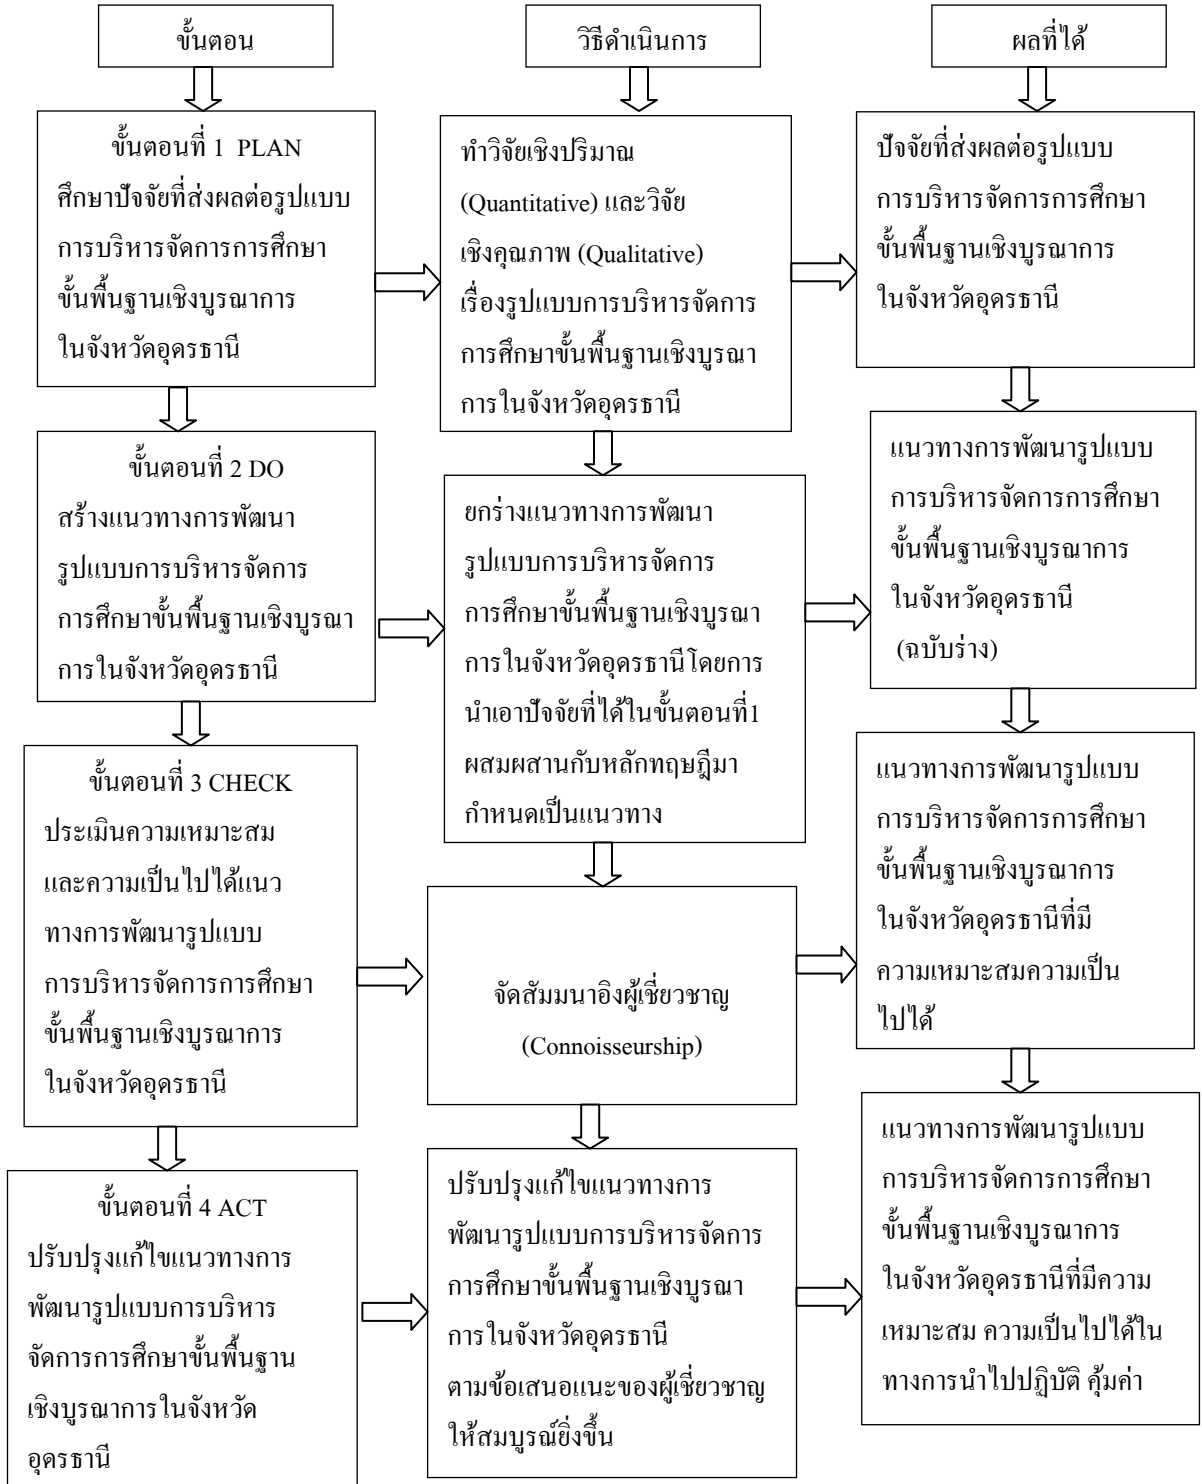 ขั้นตอน
วิธีดำเนินการ
ผลที่ได้
ขั้นตอนที่ 1 PLAN
ศึกษาปัจจัยที่ส่งผลต่อรูปแบบ
การบริหารจัดการการศึกษา
ขั้นพื้นฐานเชิงบูรณาการ
ในจังหวัดอุดรธานี
ทำวิจัยเชิงปริมาณ
(Quantitative) และวิจัย
เชิงคุณภาพ (Qualitative)
เรื่องรูปแบบการบริหารจัดการ
การศึกษาขั้นพื้นฐานเชิงบูรณา
การในจังหวัดอุดรธานี
ปัจจัยที่ส่งผลต่อรูปแบบ
การบริหารจัดการการศึกษา
ขั้นพื้นฐานเชิงบูรณาการ
ในจังหวัดอุดรธานี
ขั้นตอนที่ 2 DO
สร้างแนวทางการพัฒนา
รูปแบบการบริหารจัดการ
การศึกษาขั้นพื้นฐานเชิงบูรณา
การในจังหวัดอุดรธานี
ยกร่างแนวทางการพัฒนา
รูปแบบการบริหารจัดการ
การศึกษาขั้นพื้นฐานเชิงบูรณา
การในจังหวัดอุดรธานีโดยการ
นำเอาปัจจัยที่ได้ในขั้นตอนที่1
ผสมผสานกับหลักทฤษฎีมา
กำหนดเป็นแนวทาง
แนวทางการพัฒนารูปแบบ
การบริหารจัดการการศึกษา
ขั้นพื้นฐานเชิงบูรณาการ
ในจังหวัดอุดรธานี
(ฉบับร่าง)
ขั้นตอนที่ 3 CHECK
ประเมินความเหมาะสม
และความเป็นไปได้แนว
ทางการพัฒนารูปแบบ
การบริหารจัดการการศึกษา
ขั้นพื้นฐานเชิงบูรณาการ
ในจังหวัดอุดรธานี
จัดสัมมนาอิงผู้เชี่ยวชาญ
(Connoisseurship)
แนวทางการพัฒนารูปแบบ
การบริหารจัดการการศึกษา
ขั้นพื้นฐานเชิงบูรณาการ
ในจังหวัดอุดรธานีที่มี
ความเหมาะสมความเป็น
ไปได้
ขั้นตอนที่ 4 ACT
ปรับปรุงแก้ไขแนวทางการ
พัฒนารูปแบบการบริหาร
จัดการการศึกษาขั้นพื้นฐาน
เชิงบูรณาการในจังหวัด
อุดรธานี
ปรับปรุงแก้ไขแนวทางการ
พัฒนารูปแบบการบริหารจัดการ
การศึกษาขั้นพื้นฐานเชิงบูรณา
การในจังหวัดอุดรธานี
ตามข้อเสนอแนะของผู้เชี่ยวชาญ
ให้สมบูรณ์ยิ่งขึ้น
แนวทางการพัฒนารูปแบบ
การบริหารจัดการการศึกษา
ขั้นพื้นฐานเชิงบูรณาการ
ในจังหวัดอุดรธานีที่มีความ
เหมาะสม ความเป็นไปได้ใน
ทางการนำไปปฏิบัติ คุ้มค่า